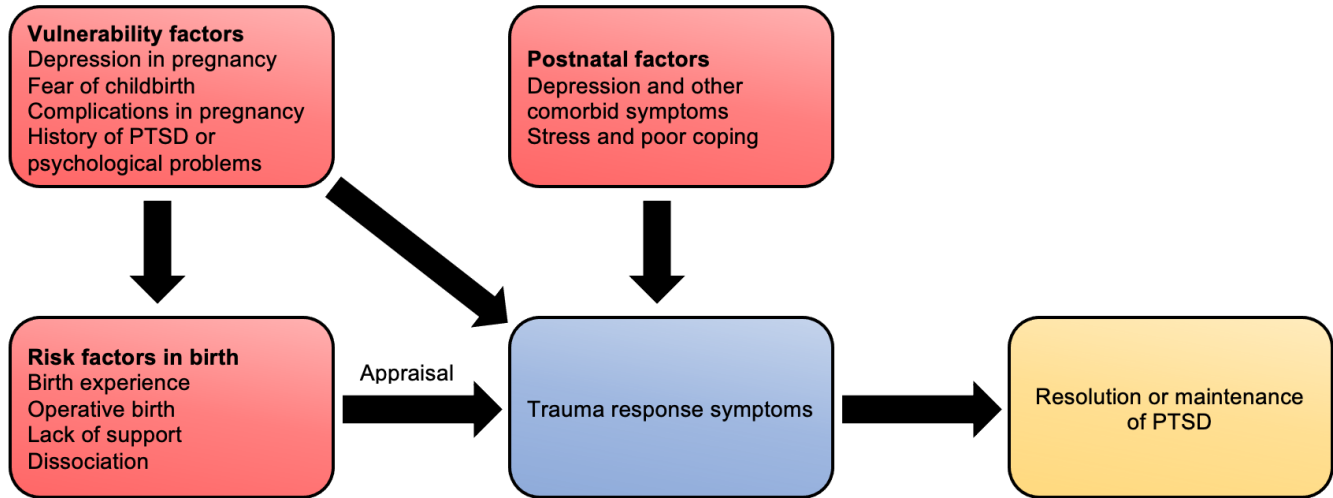 Vulnerability factors
Depression in pregnancy
Fear of childbirth
Complications in pregnancy
History of PTSD or
psychological problems
Postnatal factors
Depression and other
comorbid symptoms
Stress and poor coping
Risk factors in birth
Birth experience
Operative birth
Lack of support
Dissociation
Appraisal
Trauma response symptoms
Resolution or maintenance
of PTSD